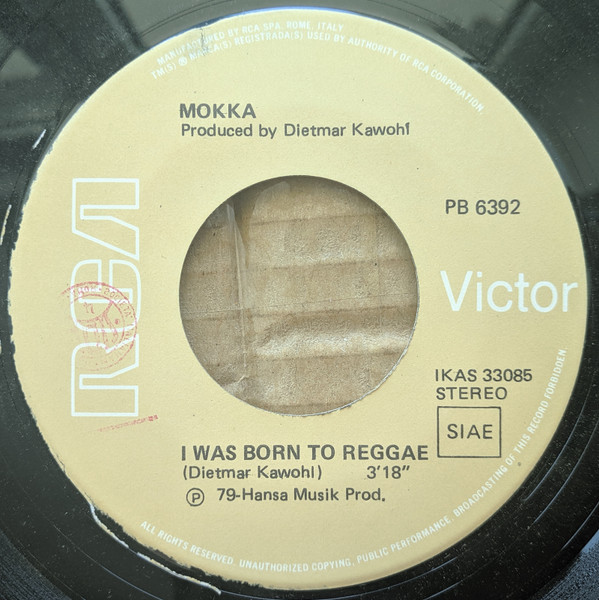 MANUFACTURED BY RCA SPA, ROME, ITALY
TM(S) ® MARCA(S) REGISTRADA(S) USED BY AUTHORITY OF RCA CORPORATION.
MOKKA
Produced by Dietmar Kawohl
PB 6392
RCA
Victor
IKAS 33085
STEREO
SIAE
I WAS BORN TO REGGAE
(Dietmar Kawohl) 3'18"
Ⓟ 79-Hansa Musik Prod.
ALL RIGHTS RESERVED. UNAUTHORIZED COPYING, PUBLIC PERFORMANCE BROADCASTING OF THIS RECORD FORBIDDEN.